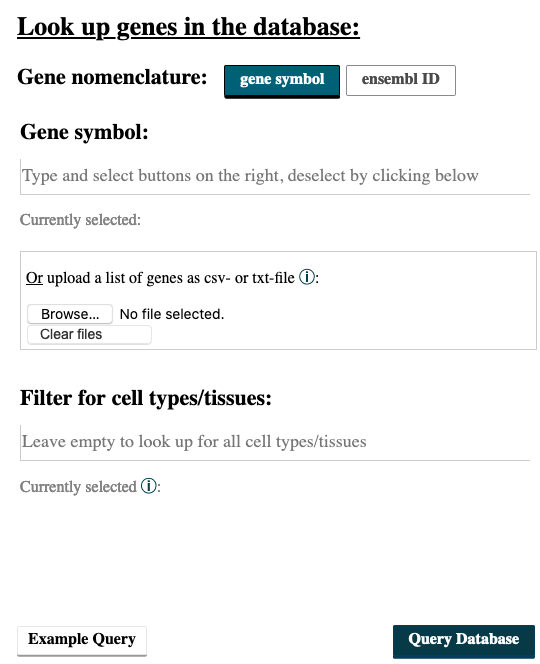 Look up genes in the database:
Gene nomenclature: gene symbol ensembl ID
Gene symbol:
Type and select buttons on the right, deselect by clicking below
Currently selected:
Or upload a list of genes as csv- or txt-file ⓘ:
Browse... No file selected.
Clear files
Filter for cell types/tissues:
Leave empty to look up for all cell types/tissues
Currently selected ⓘ:
Example Query Query Database